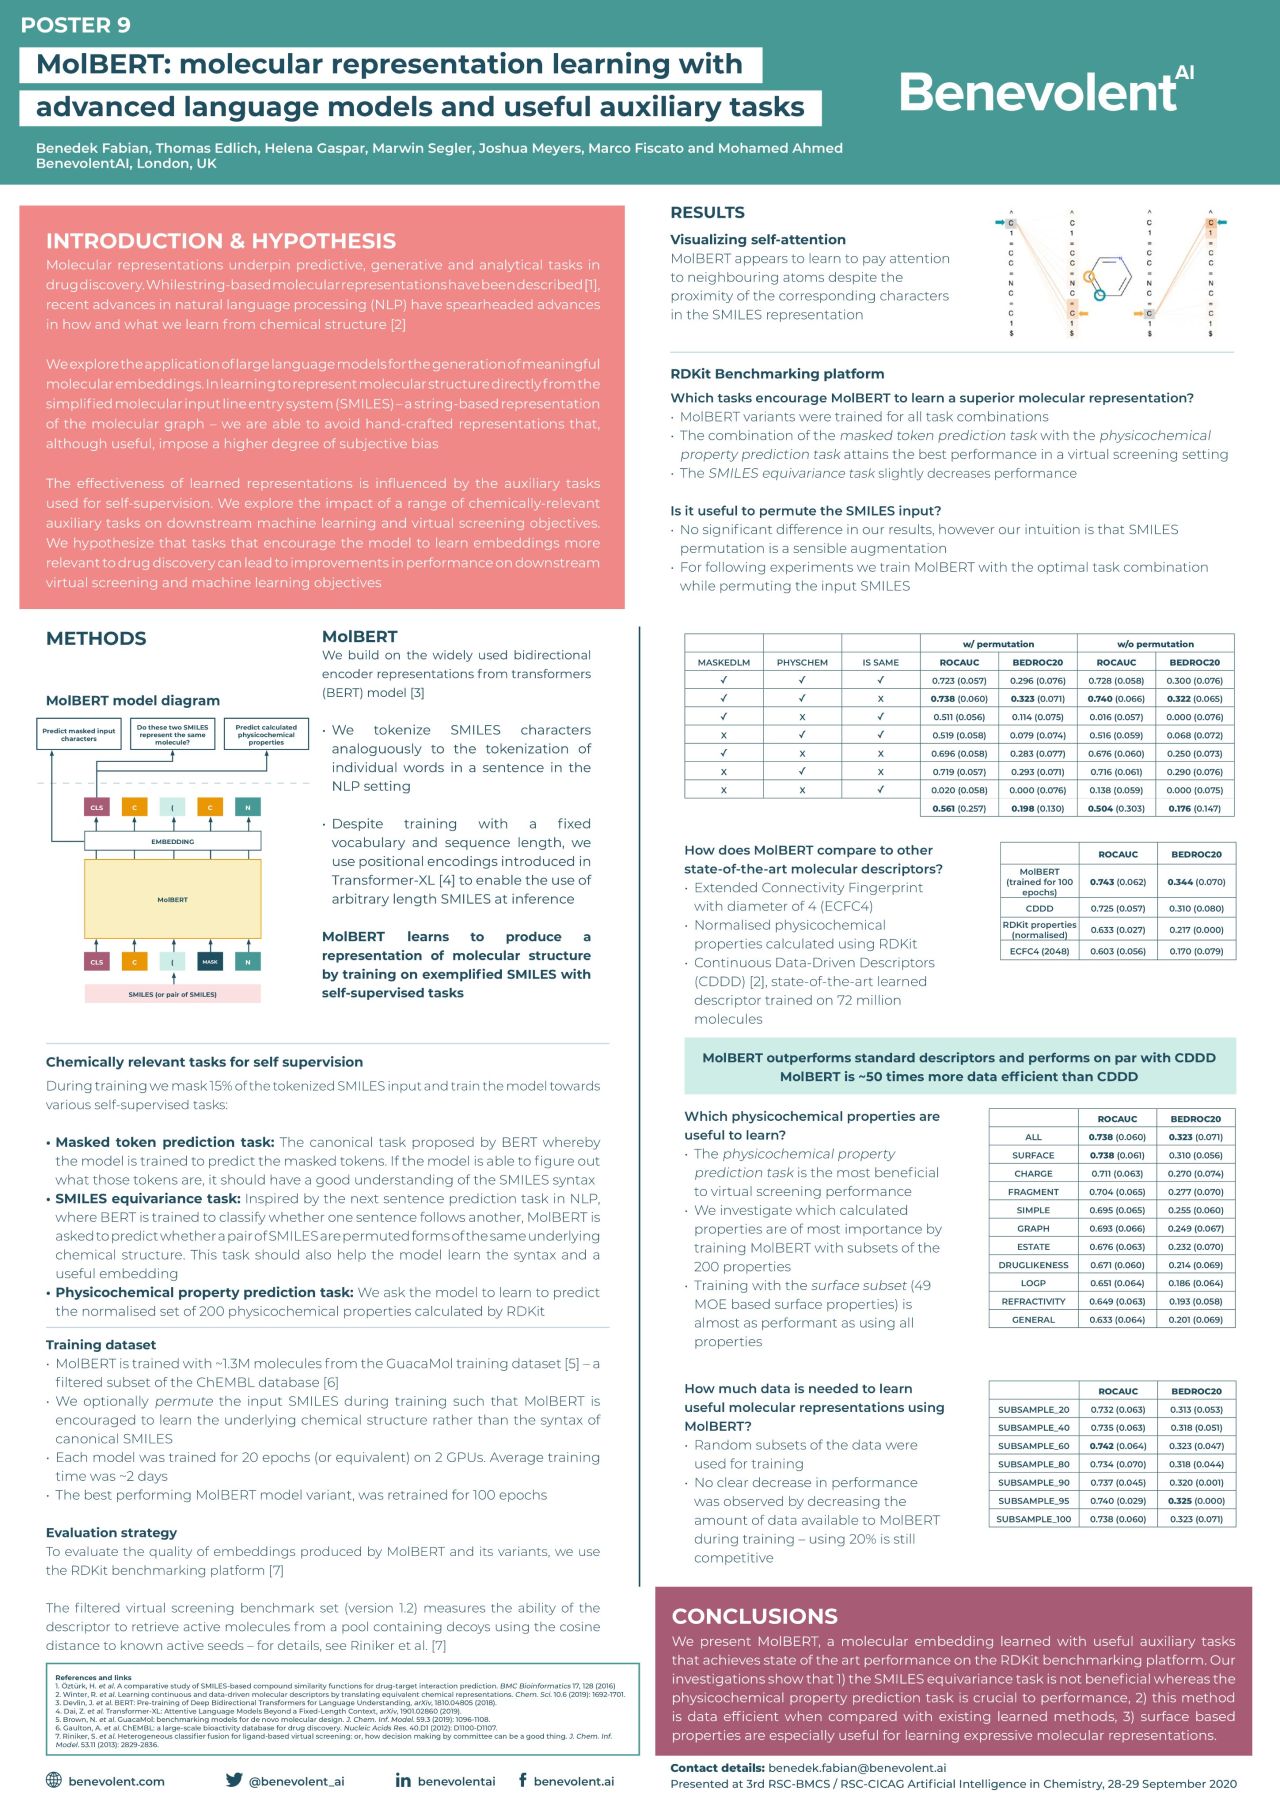 POSTER 9
MolBERT: molecular representation learning with
advanced language models and useful auxiliary tasks
Benevolent AI
Benedek Fabian, Thomas Edlich, Helena Gaspar, Marwin Segler, Joshua Meyers, Marco Fiscato and Mohamed Ahmed
BenevolentAI, London, UK
INTRODUCTION & HYPOTHESIS
Molecular representations underpin predictive, generative and analytical tasks in
drug discovery. While string-based molecular representations have been described [1],
recent advances in natural language processing (NLP) have spearheaded advances
in how and what we learn from chemical structure [2]
We explore the application of large language models for the generation of meaningful
molecular embeddings. In learning to represent molecular structure directly from the
simplified molecular input line entry system (SMILES) – a string-based representation
of the molecular graph – we are able to avoid hand-crafted representations that,
although useful, impose a higher degree of subjective bias
The effectiveness of learned representations is influenced by the auxiliary tasks
used for self-supervision. We explore the impact of a range of chemically-relevant
auxiliary tasks on downstream machine learning and virtual screening objectives.
We hypothesize that tasks that encourage the model to learn embeddings more
relevant to drug discovery can lead to improvements in performance on downstream
virtual screening and machine learning objectives
METHODS
MolBERT model diagram
Predict masked input
characters
Do these two SMILES
represent the same
molecule?
Predict calculated
physicochemical
properties
CLS C ( C N
EMBEDDING
MolBERT
CLS C ( MASK N
SMILES (or pair of SMILES)
MolBERT
We build on the widely used bidirectional
encoder representations from transformers
(BERT) model [3]
• We tokenize SMILES characters
analoguously to the tokenization of
individual words in a sentence in the
NLP setting
• Despite training with a fixed
vocabulary and sequence length, we
use positional encodings introduced in
Transformer-XL [4] to enable the use of
arbitrary length SMILES at inference
MolBERT learns to produce a
representation of molecular structure
by training on exemplified SMILES with
self-supervised tasks
Chemically relevant tasks for self supervision
During training we mask 15% of the tokenized SMILES input and train the model towards
various self-supervised tasks:
• Masked token prediction task: The canonical task proposed by BERT whereby
the model is trained to predict the masked tokens. If the model is able to figure out
what those tokens are, it should have a good understanding of the SMILES syntax
• SMILES equivariance task: Inspired by the next sentence prediction task in NLP,
where BERT is trained to classify whether one sentence follows another, MolBERT is
asked to predict whether a pair of SMILES are permuted forms of the same underlying
chemical structure. This task should also help the model learn the syntax and a
useful embedding
• Physicochemical property prediction task: We ask the model to learn to predict
the normalised set of 200 physicochemical properties calculated by RDKit
Training dataset
• MolBERT is trained with ~1.3M molecules from the GuacaMol training dataset [5] – a
filtered subset of the ChEMBL database [6]
• We optionally permute the input SMILES during training such that MolBERT is
encouraged to learn the underlying chemical structure rather than the syntax of
canonical SMILES
• Each model was trained for 20 epochs (or equivalent) on 2 GPUs. Average training
time was ~2 days
• The best performing MolBERT model variant, was retrained for 100 epochs
Evaluation strategy
To evaluate the quality of embeddings produced by MolBERT and its variants, we use
the RDKit benchmarking platform [7]
The filtered virtual screening benchmark set (version 1.2) measures the ability of the
descriptor to retrieve active molecules from a pool containing decoys using the cosine
distance to known active seeds – for details, see Riniker et al. [7]
References and links
1. Öztürk, H. et al. A comparative study of SMILES-based compound similarity functions for drug-target interaction prediction. BMC Bioinformatics 17, 128 (2016)
2. Winter, R. et al. Learning continuous and data-driven molecular descriptors by translating equivalent chemical representations. Chem. Sci. 10.6 (2019): 1692-1701.
3. Devlin, J. et al. BERT: Pre-training of Deep Bidirectional Transformers for Language Understanding, arXiv, 1810.04805 (2018).
4. Dai, Z. et al. Transformer-XL: Attentive Language Models Beyond a Fixed-Length Context, arXiv, 1901.02860 (2019).
5. Brown, N. et al. GuacaMol: benchmarking models for de novo molecular design. J. Chem. Inf. Model. 59.3 (2019): 1096-1108.
6. Gaulton, A. et al. ChEMBL: a large-scale bioactivity database for drug discovery. Nucleic Acids Res. 40.D1 (2012): D1100-D1107.
7. Riniker, S. et al. Heterogeneous classifier fusion for ligand-based virtual screening: or, how decision making by committee can be a good thing. J. Chem. Inf.
Model. 53.11 (2013): 2829-2836.
benevolent.com @benevolent_ai benevolentai benevolent.ai
RESULTS
Visualizing self-attention
MolBERT appears to learn to pay attention
to neighbouring atoms despite the
proximity of the corresponding characters
in the SMILES representation
^ ^ ^ ^
C C C C
1 1 1 1
= = = =
C C C C
C C C C
= = = =
N N N N
C C C C
= = = =
C C C C
1 1 1 1
$ $ $ $
RDKit Benchmarking platform
Which tasks encourage MolBERT to learn a superior molecular representation?
• MolBERT variants were trained for all task combinations
• The combination of the masked token prediction task with the physicochemical
property prediction task attains the best performance in a virtual screening setting
• The SMILES equivariance task slightly decreases performance
Is it useful to permute the SMILES input?
• No significant difference in our results, however our intuition is that SMILES
permutation is a sensible augmentation
• For following experiments we train MolBERT with the optimal task combination
while permuting the input SMILES
w/ permutation w/o permutation
MASKEDLM PHYSCHEM IS SAME ROCAUC BEDROC20 ROCAUC BEDROC20
✓ ✓ ✓ 0.723 (0.057) 0.296 (0.076) 0.728 (0.058) 0.300 (0.076)
✓ ✓ X 0.738 (0.060) 0.323 (0.071) 0.740 (0.066) 0.322 (0.065)
✓ X ✓ 0.511 (0.056) 0.114 (0.075) 0.016 (0.057) 0.000 (0.076)
X ✓ ✓ 0.519 (0.058) 0.079 (0.074) 0.516 (0.059) 0.068 (0.072)
✓ X X 0.696 (0.058) 0.283 (0.077) 0.676 (0.060) 0.250 (0.073)
X ✓ X 0.719 (0.057) 0.293 (0.071) 0.716 (0.061) 0.290 (0.076)
X X ✓ 0.020 (0.058) 0.000 (0.076) 0.138 (0.059) 0.000 (0.075)
0.561 (0.257) 0.198 (0.130) 0.504 (0.303) 0.176 (0.147)
How does MolBERT compare to other
state-of-the-art molecular descriptors?
• Extended Connectivity Fingerprint
with diameter of 4 (ECFC4)
• Normalised physicochemical
properties calculated using RDKit
• Continuous Data-Driven Descriptors
(CDDD) [2], state-of-the-art learned
descriptor trained on 72 million
molecules
ROCAUC BEDROC20
MolBERT
(trained for 100
epochs) 0.743 (0.062) 0.344 (0.070)
CDDD 0.725 (0.057) 0.310 (0.080)
RDKit properties
(normalised) 0.633 (0.027) 0.217 (0.000)
ECFC4 (2048) 0.603 (0.056) 0.170 (0.079)
MolBERT outperforms standard descriptors and performs on par with CDDD
MolBERT is ~50 times more data efficient than CDDD
Which physicochemical properties are
useful to learn?
• The physicochemical property
prediction task is the most beneficial
to virtual screening performance
• We investigate which calculated
properties are of most importance by
training MolBERT with subsets of the
200 properties
• Training with the surface subset (49
MOE based surface properties) is
almost as performant as using all
properties
ROCAUC BEDROC20
ALL 0.738 (0.060) 0.323 (0.071)
SURFACE 0.738 (0.061) 0.310 (0.056)
CHARGE 0.711 (0.063) 0.270 (0.074)
FRAGMENT 0.704 (0.065) 0.277 (0.070)
SIMPLE 0.695 (0.065) 0.255 (0.060)
GRAPH 0.693 (0.066) 0.249 (0.067)
ESTATE 0.676 (0.063) 0.232 (0.070)
DRUGLIKENESS 0.671 (0.060) 0.214 (0.069)
LOGP 0.651 (0.064) 0.186 (0.064)
REFRACTIVITY 0.649 (0.063) 0.193 (0.058)
GENERAL 0.633 (0.064) 0.201 (0.069)
How much data is needed to learn
useful molecular representations using
MolBERT?
• Random subsets of the data were
used for training
• No clear decrease in performance
was observed by decreasing the
amount of data available to MolBERT
during training – using 20% is still
competitive
ROCAUC BEDROC20
SUBSAMPLE_20 0.732 (0.063) 0.313 (0.053)
SUBSAMPLE_40 0.735 (0.063) 0.318 (0.051)
SUBSAMPLE_60 0.742 (0.064) 0.323 (0.047)
SUBSAMPLE_80 0.734 (0.070) 0.318 (0.044)
SUBSAMPLE_90 0.737 (0.045) 0.320 (0.001)
SUBSAMPLE_95 0.740 (0.029) 0.325 (0.000)
SUBSAMPLE_100 0.738 (0.060) 0.323 (0.071)
CONCLUSIONS
We present MolBERT, a molecular embedding learned with useful auxiliary tasks
that achieves state of the art performance on the RDKit benchmarking platform. Our
investigations show that 1) the SMILES equivariance task is not beneficial whereas the
physicochemical property prediction task is crucial to performance, 2) this method
is data efficient when compared with existing learned methods, 3) surface based
properties are especially useful for learning expressive molecular representations.
Contact details: benedek.fabian@benevolent.ai
Presented at 3rd RSC-BMCS / RSC-CICAG Artificial Intelligence in Chemistry, 28-29 September 2020